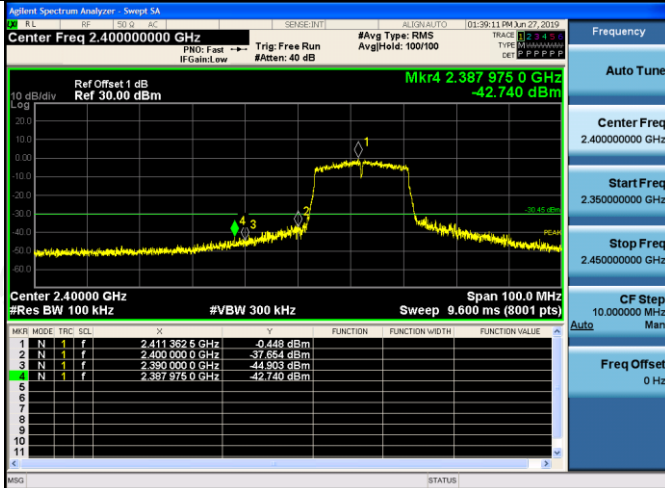 Agilent Spectrum Analyzer - Swept SA
RL RF 50 Ω AC SENSE:INT ALIGN AUTO 01:39:11 PM Jun 27, 2019
Center Freq 2.400000000 GHz
#Avg Type: RMS
TRACE 1 2 3 4 5 6
PNO: Fast Trig: Free Run Avg|Hold: 100/100 TYPE M
IFGain:Low #Atten: 40 dB DET P P P P P P
Frequency
Auto Tune
Center Freq
2.400000000 GHz
Start Freq
2.350000000 GHz
Stop Freq
2.450000000 GHz
CF Step
10.000000 MHz
Auto Man
Freq Offset
0 Hz
Mkr4 2.387 975 0 GHz
-42.740 dBm
Ref Offset 1 dB
10 dB/div Ref 30.00 dBm
Log
20.0
10.0
0.00
-10.0
-20.0
-30.0
-40.0
-50.0
-60.0
1
2
3
4
-30.45 dBm
PEAK
Center 2.40000 GHz Span 100.0 MHz
#Res BW 100 kHz #VBW 300 kHz Sweep 9.600 ms (8001 pts)
MKR MODE TRC SCL X Y FUNCTION FUNCTION WIDTH FUNCTION VALUE
1 N 1 f 2.411 362 5 GHz -0.448 dBm
2 N 1 f 2.400 000 0 GHz -37.654 dBm
3 N 1 f 2.390 000 0 GHz -44.903 dBm
4 N 1 f 2.387 975 0 GHz -42.740 dBm
5
6
7
8
9
10
11
MSG STATUS